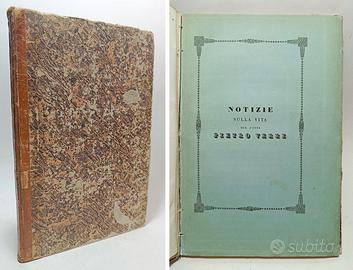 NOTIZIE
SULLA VITA
DEL CONTE
PIETRO VERRI
subito